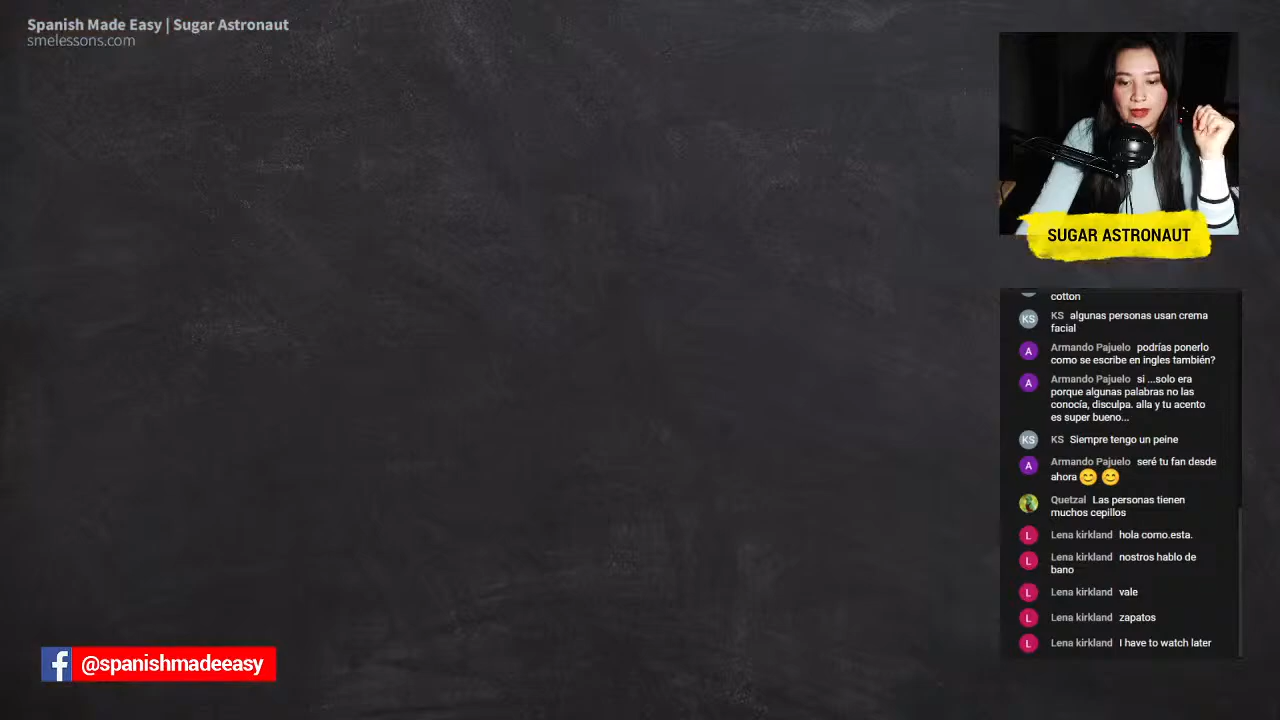 Spanish Made Easy | Sugar Astronaut
smelessons.com
SUGAR ASTRONAUT
cotton
KS algunas personas usan crema
facial
Armando Pajuelo podrías ponerlo
como se escribe en ingles también?
Armando Pajuelo si ...solo era
porque algunas palabras no las
conocía, disculpa. alla y tu acento
es super bueno...
KS Siempre tengo un peine
Armando Pajuelo seré tu fan desde
ahora 😊 😊
Quetzal Las personas tienen
muchos cepillos
Lena kirkland hola como.esta.
Lena kirkland nostros hablo de
bano
Lena kirkland vale
Lena kirkland zapatos
Lena kirkland I have to watch later
@spanishmadeeasy